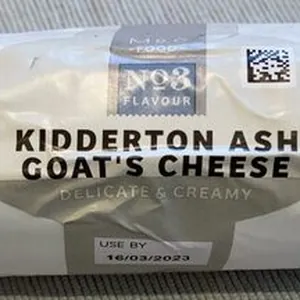 M&S
FOOD
Nº3
FLAVOUR
KIDDERTON ASH
GOAT'S CHEESE
DELICATE & CREAMY
USE BY
16/03/2023